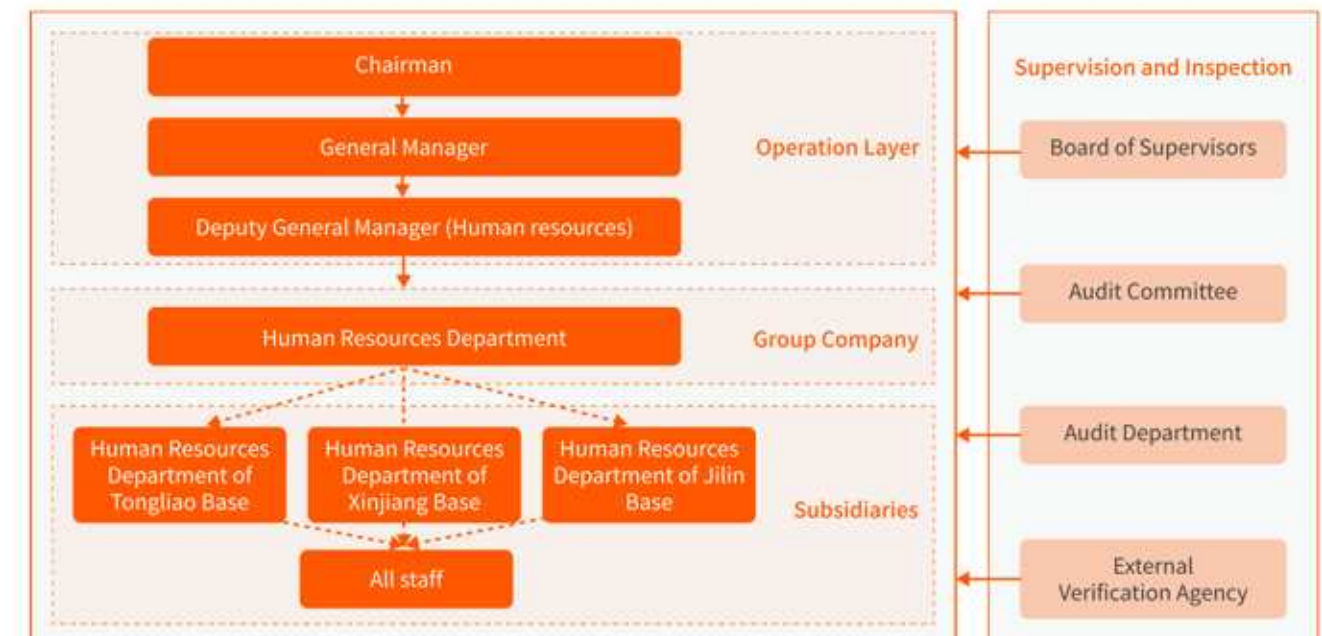 Chairman
General Manager
Operation Layer
Deputy General Manager (Human resources)
Human Resources Department
Group Company
Human Resources
Department of
Tongliao Base
Human Resources
Department of
Xinjiang Base
Human Resources
Department of Jilin
Base
Subsidiaries
All staff
Supervision and Inspection
Board of Supervisors
Audit Committee
Audit Department
External
Verification Agency